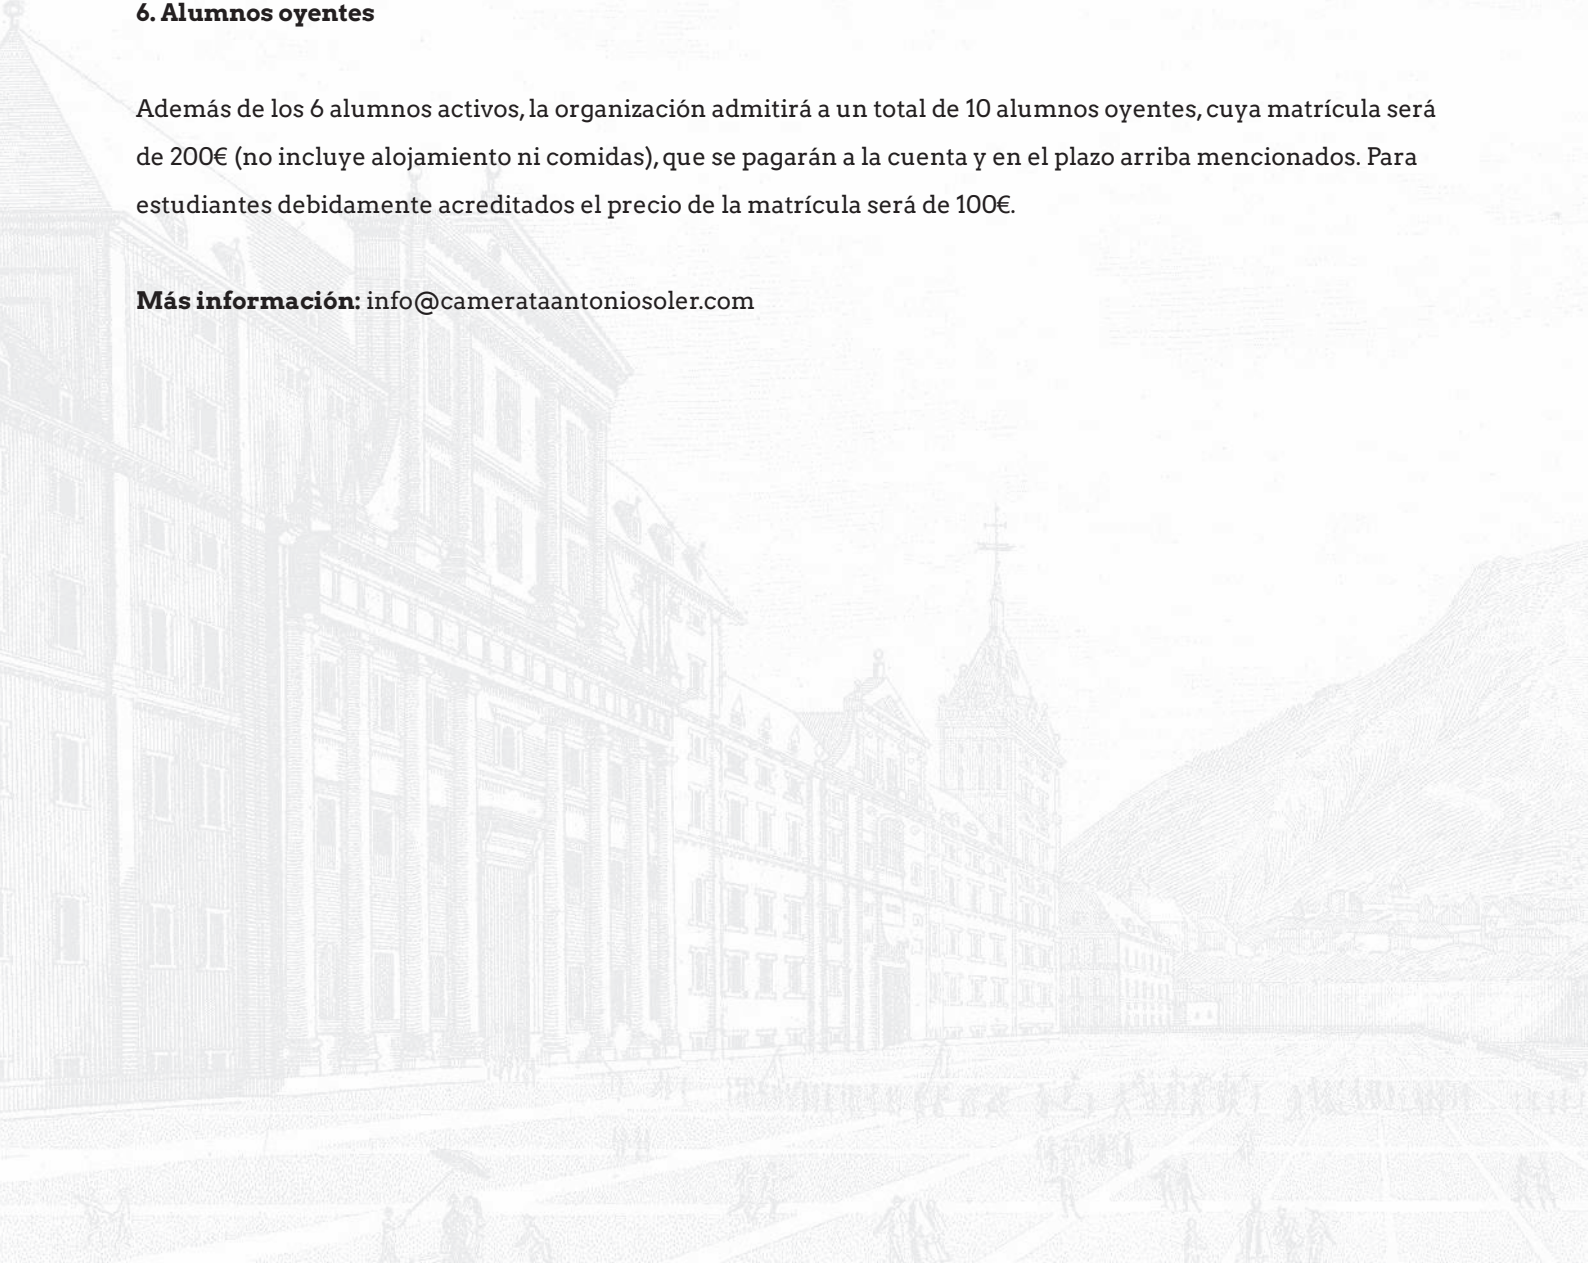 6. Alumnos oyentes
Además de los 6 alumnos activos, la organización admitirá a un total de 10 alumnos oyentes, cuya matrícula será
de 200€ (no incluye alojamiento ni comidas), que se pagarán a la cuenta y en el plazo arriba mencionados. Para
estudiantes debidamente acreditados el precio de la matrícula será de 100€.
Más información: info@camerataantoniosoler.com